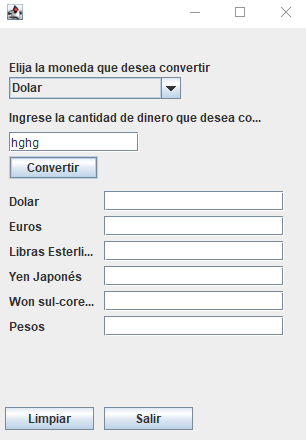 Elija la moneda que desea convertir
Dolar
Ingrese la cantidad de dinero que desea co...
hghg
Convertir
Dolar
Euros
Libras Esterli...
Yen Japonés
Won sul-core...
Pesos
Limpiar Salir